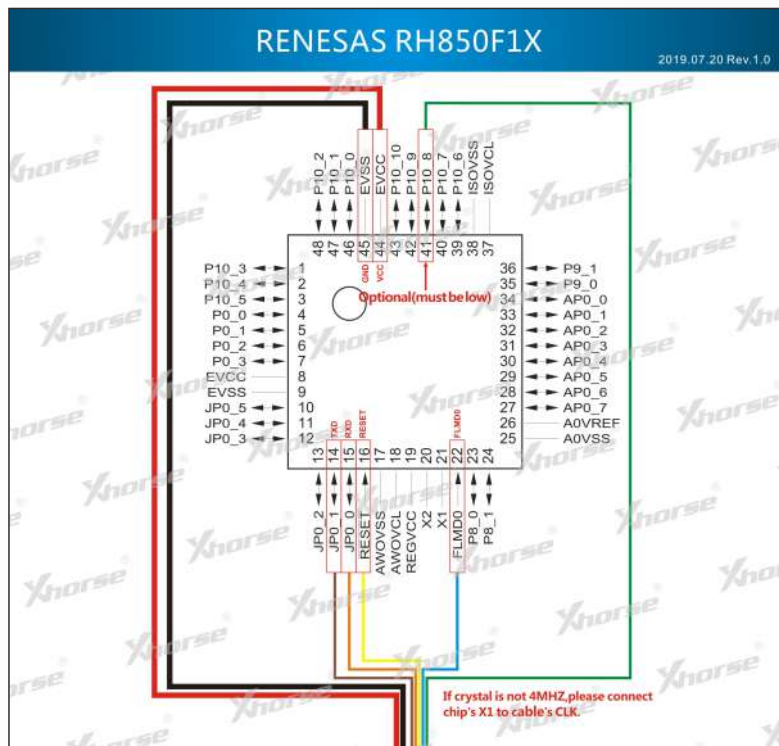 RENESAS RH850F1X
2019.07.20 Rev.1.0
P10_2
P10_1
P10_0
EVSS
EVCC
P10_10
P10_9
P10_8
P10_7
P10_6
ISOVSS
ISOVCL
48
47
46
45
44
43
42
41
40
39
38
37
GND
VCC
Optional(must be low)
P10_3 1
P10_4 2
P10_5 3
P0_0 4
P0_1 5
P0_2 6
P0_3 7
EVCC 8
EVSS 9
JP0_5 10
JP0_4 11
JP0_3 12
36 P9_1
35 P9_0
34 AP0_0
33 AP0_1
32 AP0_2
31 AP0_3
30 AP0_4
29 AP0_5
28 AP0_6
27 AP0_7
26 A0VREF
25 A0VSS
TXD
RXD
RESET
FLMD0
13
14
15
16
17
18
19
20
21
22
23
24
JP0_2
JP0_1
JP0_0
RESET
AWOVSS
AWOVCL
REGVCC
X2
X1
FLMD0
P8_0
P8_1
If crystal is not 4MHZ,please connect
chip's X1 to cable's CLK.
Xhorse